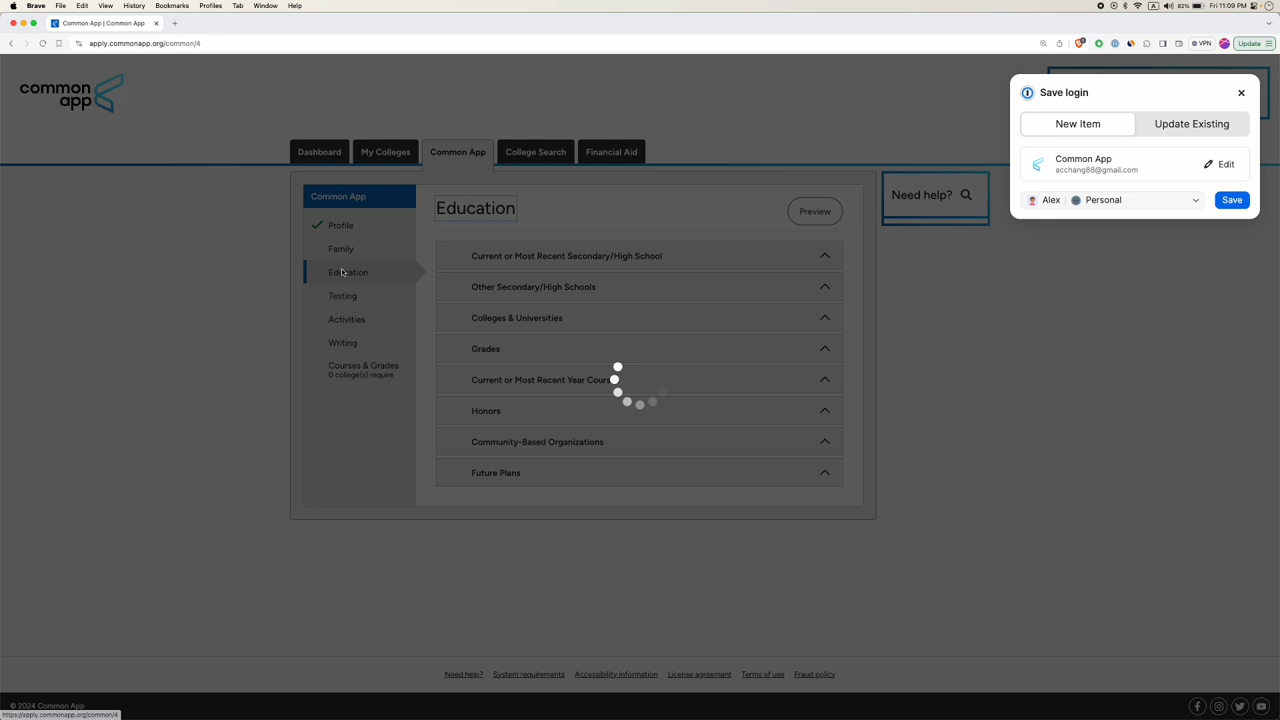 Brave File Edit View History Bookmarks Profiles Tab Window Help
A 82% Fri 11:09 PM
Common App | Common App
apply.commonapp.org/common/4
VPN
Update
common app
Save login
New Item Update Existing
Common App
acchang88@gmail.com
Edit
Alex Personal
Save
Dashboard
My Colleges
Common App
College Search
Financial Aid
Common App
Profile
Family
Education
Testing
Activities
Writing
Courses & Grades
0 college(s) require
Education
Preview
Current or Most Recent Secondary/High School
Other Secondary/High Schools
Colleges & Universities
Grades
Current or Most Recent Year Cour
Honors
Community-Based Organizations
Future Plans
Need help?
Need help? System requirements Accessibility information License agreement Terms of use Fraud policy
© 2024 Common App
https://apply.commonapp.org/common/4